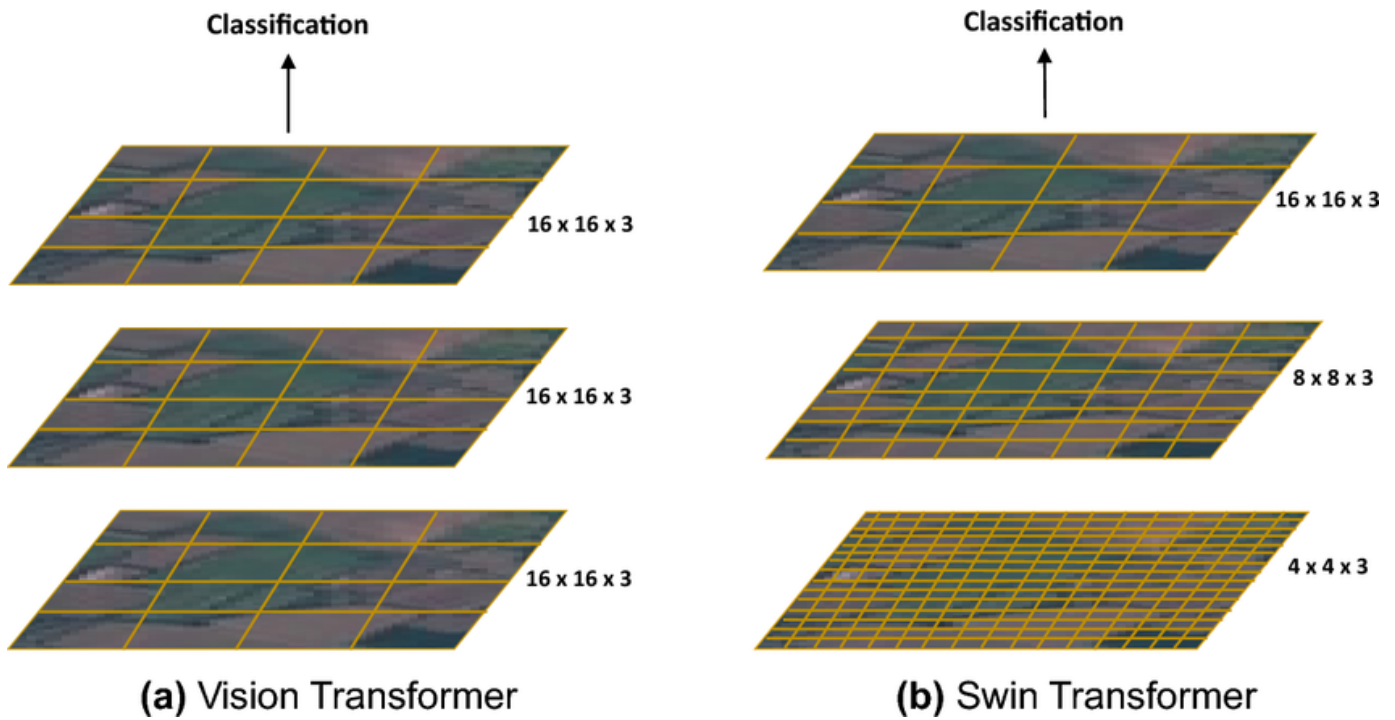 Classification
16 x 16 x 3
16 x 16 x 3
16 x 16 x 3
(a) Vision Transformer
Classification
16 x 16 x 3
8 x 8 x 3
4 x 4 x 3
(b) Swin Transformer